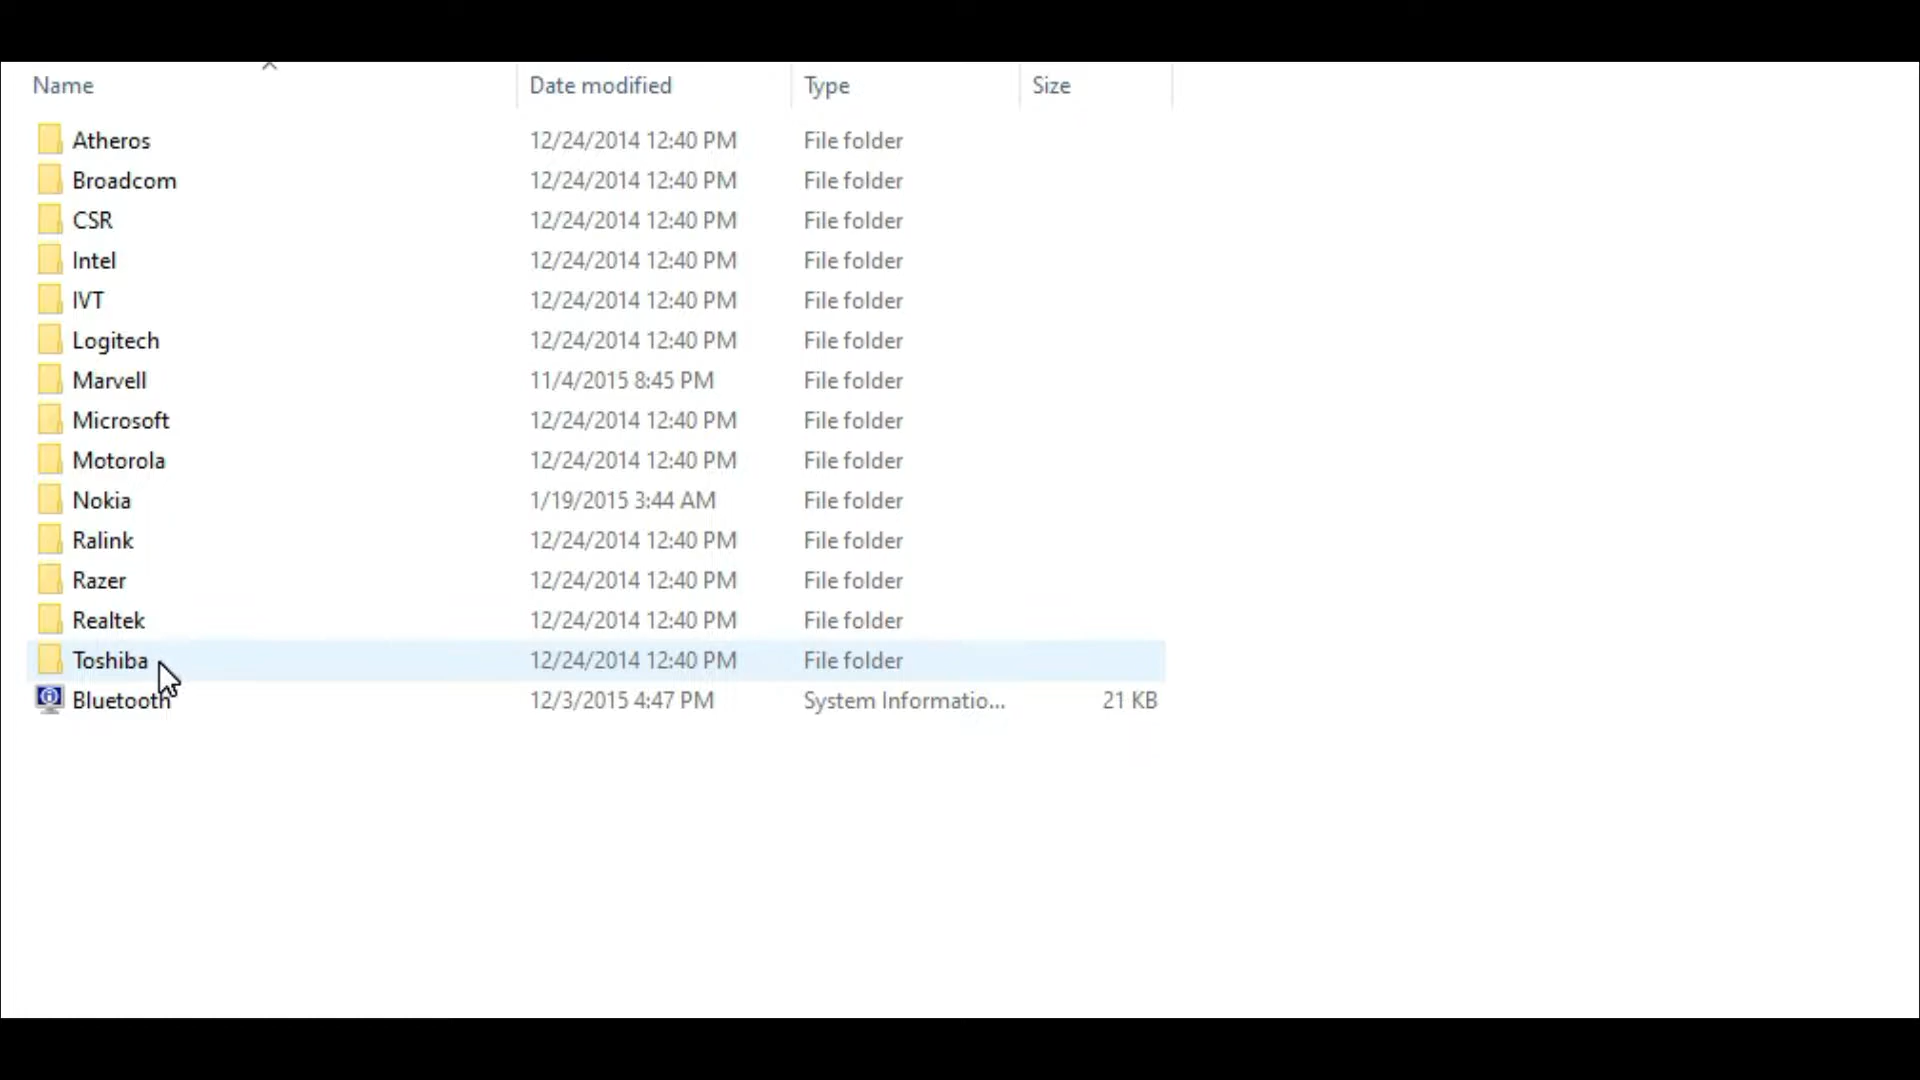 Name Date modified Type Size
Atheros 12/24/2014 12:40 PM File folder
Broadcom 12/24/2014 12:40 PM File folder
CSR 12/24/2014 12:40 PM File folder
Intel 12/24/2014 12:40 PM File folder
IVT 12/24/2014 12:40 PM File folder
Logitech 12/24/2014 12:40 PM File folder
Marvell 11/4/2015 8:45 PM File folder
Microsoft 12/24/2014 12:40 PM File folder
Motorola 12/24/2014 12:40 PM File folder
Nokia 1/19/2015 3:44 AM File folder
Ralink 12/24/2014 12:40 PM File folder
Razer 12/24/2014 12:40 PM File folder
Realtek 12/24/2014 12:40 PM File folder
Toshiba 12/24/2014 12:40 PM File folder
Bluetooth 12/3/2015 4:47 PM System Informatio... 21 KB